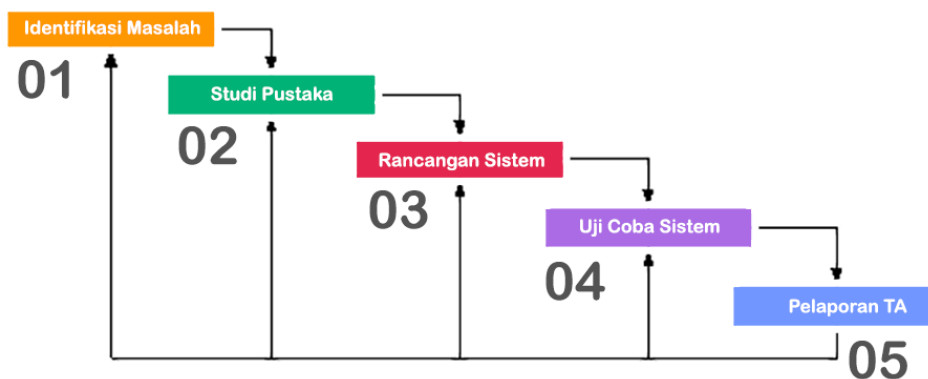 Identifikasi Masalah
01
Studi Pustaka
02
Rancangan Sistem
03
Uji Coba Sistem
04
Pelaporan TA
05